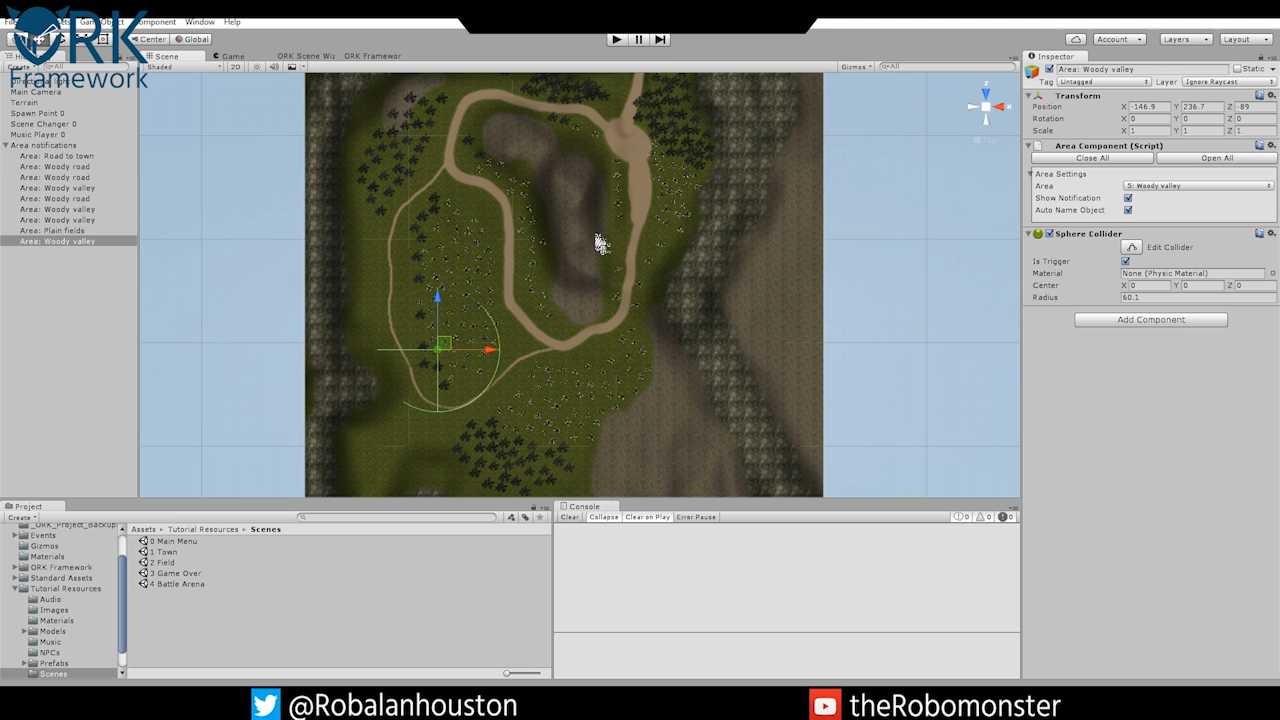 ORK
Framework
Component
Window
Help
Center
Global
Account
Layers
Layout
Scene
Game
ORK Scene Wiz
ORK Framewor
Inspector
Shaded
2D
Gizmos
All
Main Camera
Terrain
Spawn Point 0
Scene Changer 0
Music Player 0
Area notifications
Area: Road to town
Area: Woody road
Area: Woody road
Area: Woody valley
Area: Woody road
Area: Woody valley
Area: Woody valley
Area: Plain fields
Area: Woody valley
Area: Woody valley
Static
Tag Untagged
Layer Ignore Raycast
Transform
Position X -146.9 Y 236.7 Z -89
Rotation X 0 Y 0 Z 0
Scale X 1 Y 1 Z 1
Area Component (Script)
Close All
Open All
Area Settings
Area 5: Woody valley
Show Notification
Auto Name Object
Sphere Collider
Edit Collider
Is Trigger
Material None (Physic Material)
Center X 0 Y 0 Z 0
Radius 60.1
Add Component
Project
Create
_ORK_Project_Backup
Events
Gizmos
Materials
ORK Framework
Standard Assets
Tutorial Resources
Audio
Images
Materials
Models
Music
NPCs
Prefabs
Scenes
Assets Tutorial Resources Scenes
0 Main Menu
1 Town
2 Field
3 Game Over
4 Battle Arena
Console
Clear
Collapse
Clear on Play
Error Pause
0
0
0
@Robalanhouston
theRobomonster